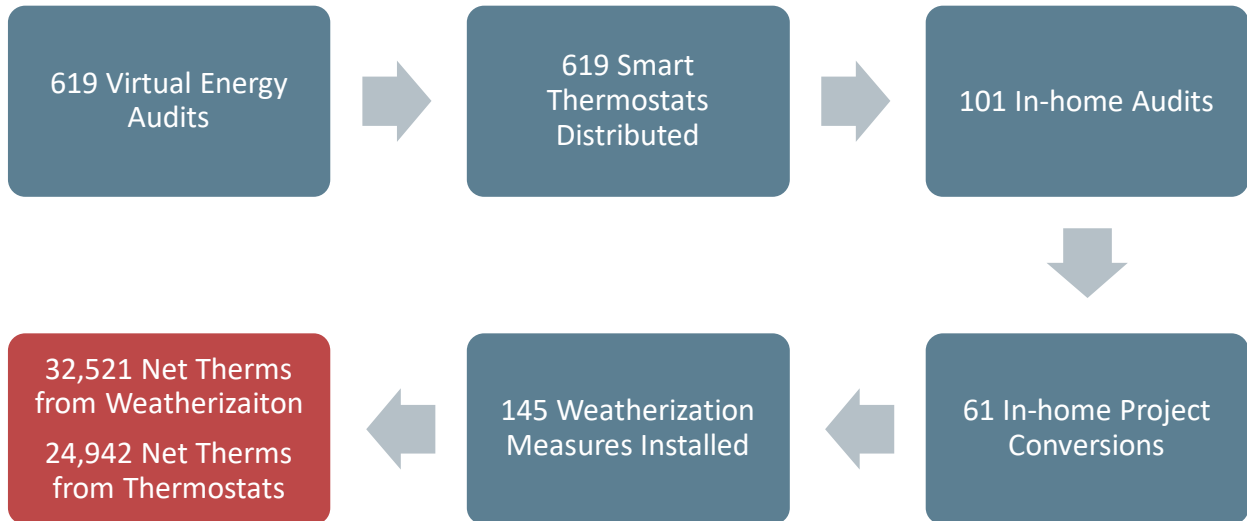 619 Virtual Energy
Audits
619 Smart
Thermostats
Distributed
101 In-home Audits
61 In-home Project
Conversions
145 Weatherization
Measures Installed
32,521 Net Therms
from Weatherizaiton
24,942 Net Therms
from Thermostats